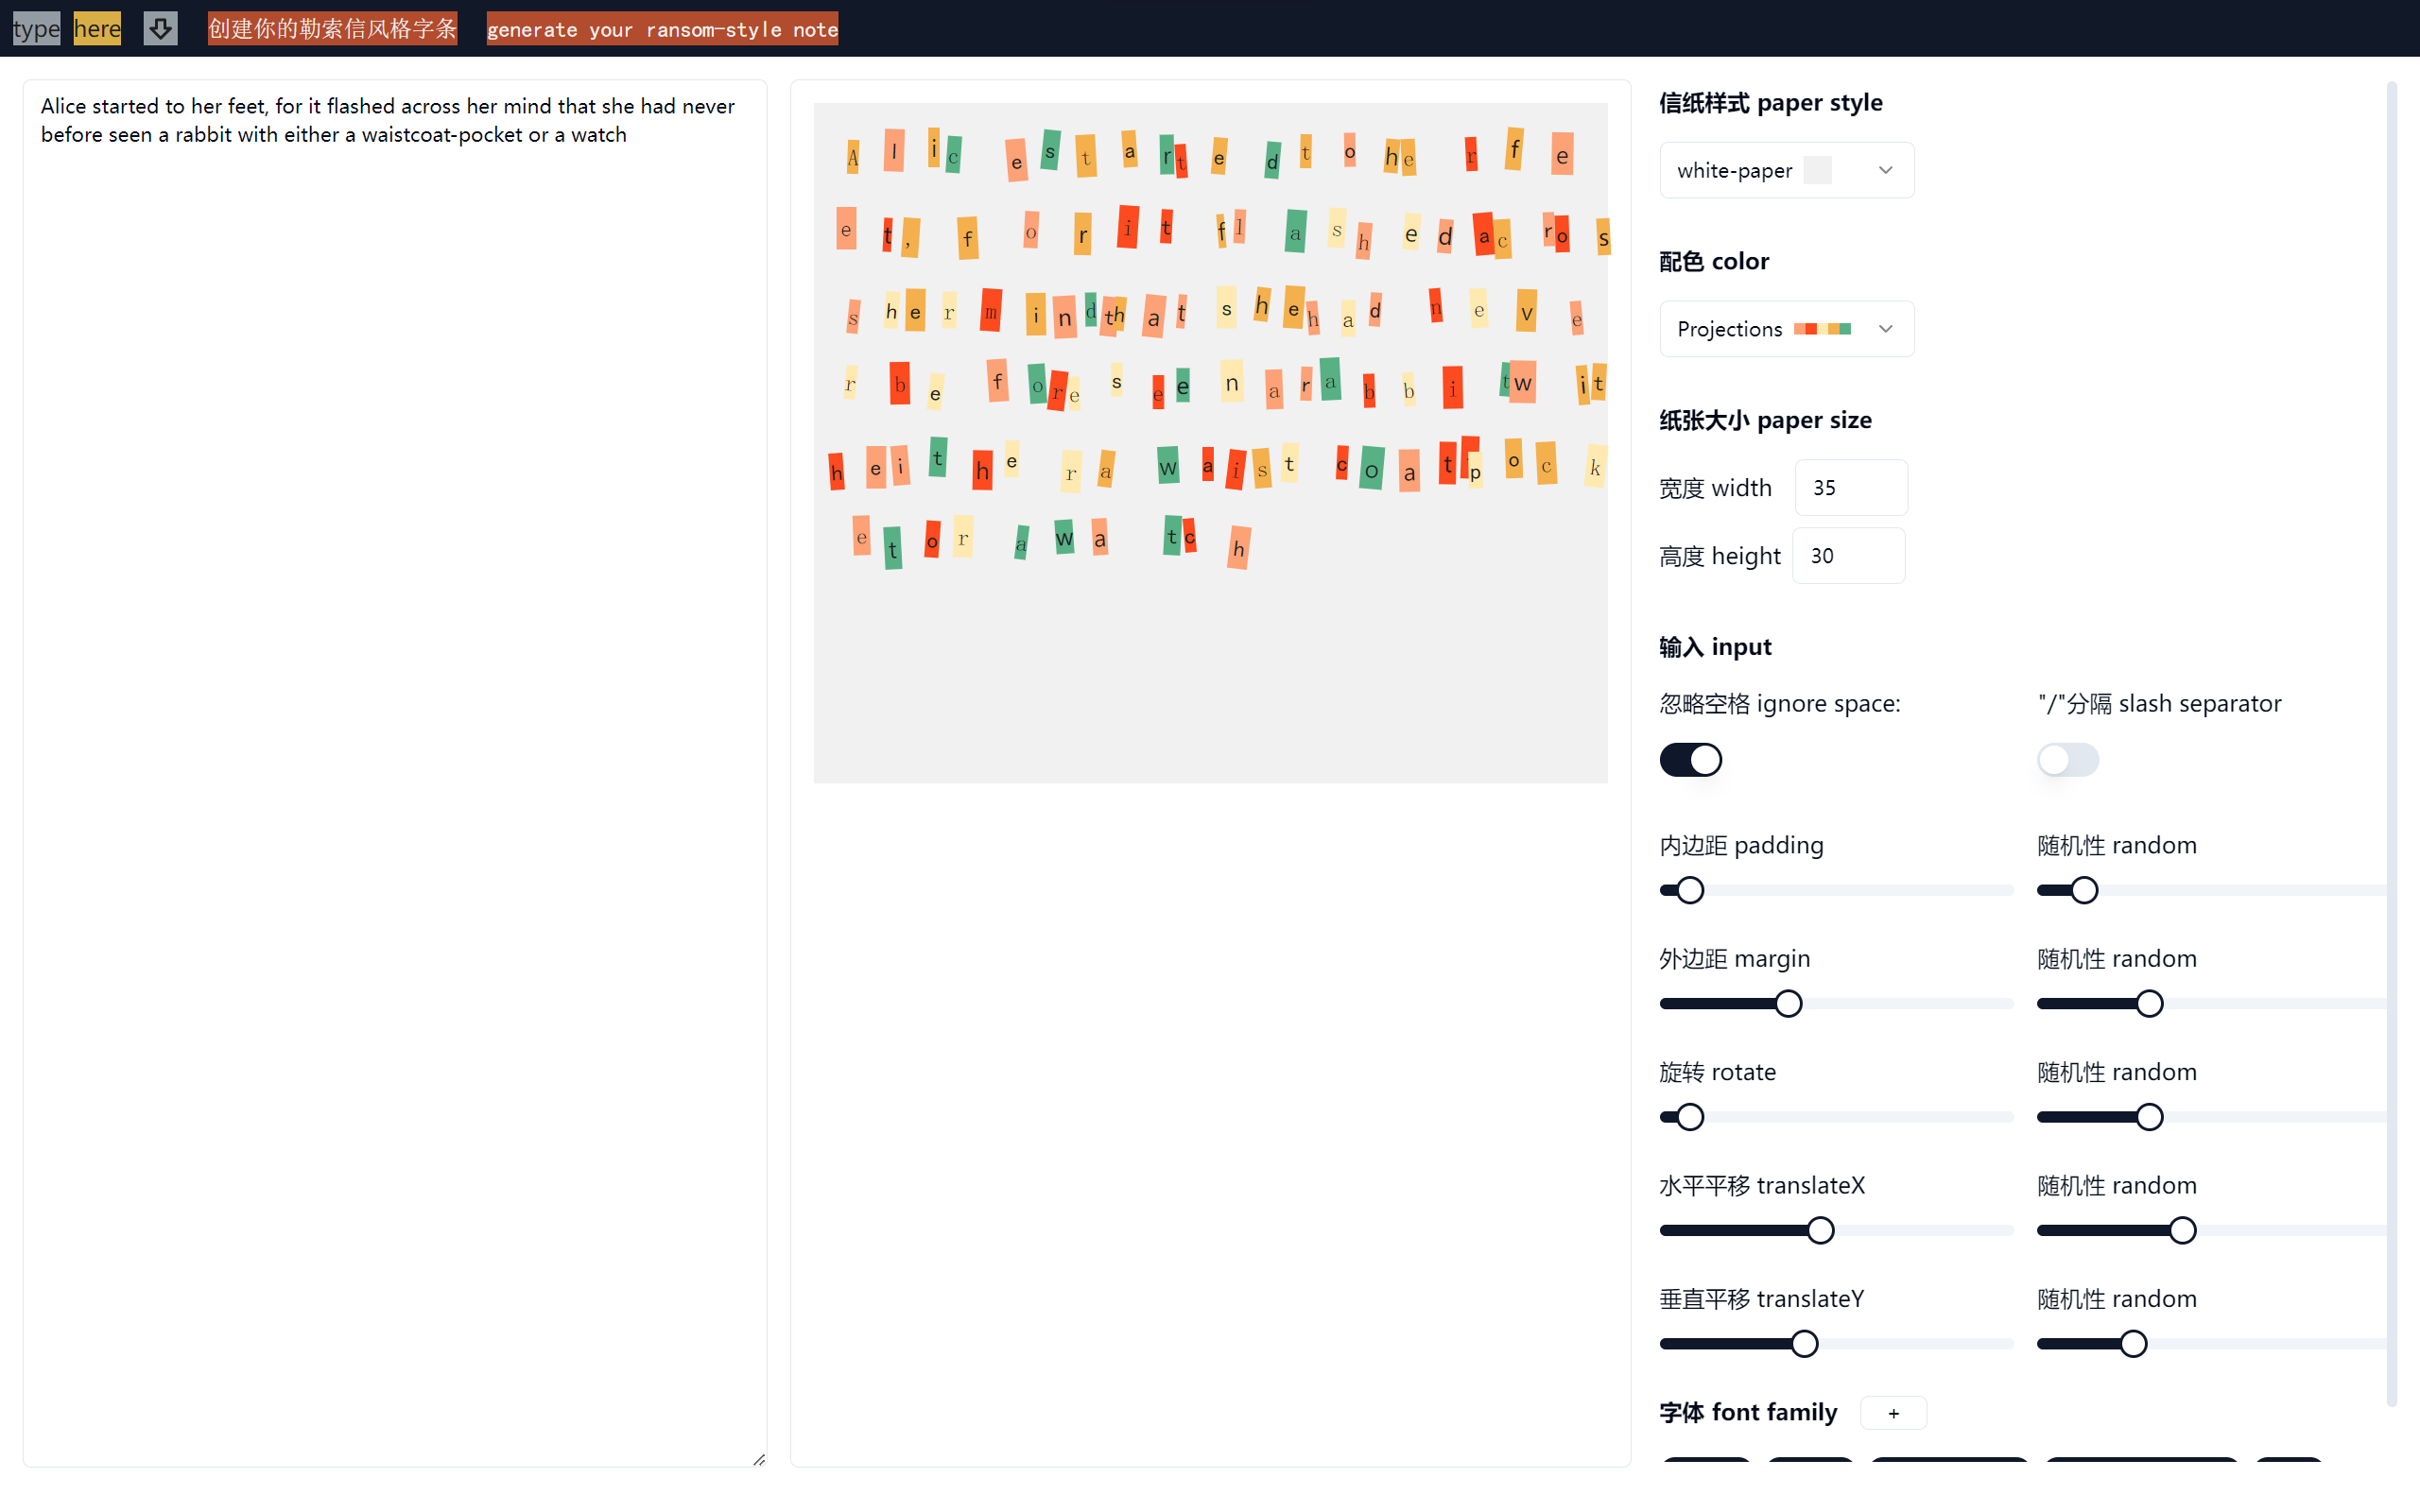 type here 创建你的勒索信风格字条 generate your ransom-style note
Alice started to her feet, for it flashed across her mind that she had never
before seen a rabbit with either a waistcoat-pocket or a watch
A l i c e s t a r t e d t o h e r f e
e t , f o r i t f l a s h e d a c r o s
s h e r m i n d t h a t s h e h a d n e v e
r b e f o r e s e e n a r a b b i t w i t
h e i t h e r a w a i s t c o a t p o c k
e t o r a w a t c h
信纸样式 paper style
white-paper
配色 color
Projections
纸张大小 paper size
宽度 width 35
高度 height 30
输入 input
忽略空格 ignore space: "/"分隔 slash separator
内边距 padding 随机性 random
外边距 margin 随机性 random
旋转 rotate 随机性 random
水平平移 translateX 随机性 random
垂直平移 translateY 随机性 random
字体 font family +